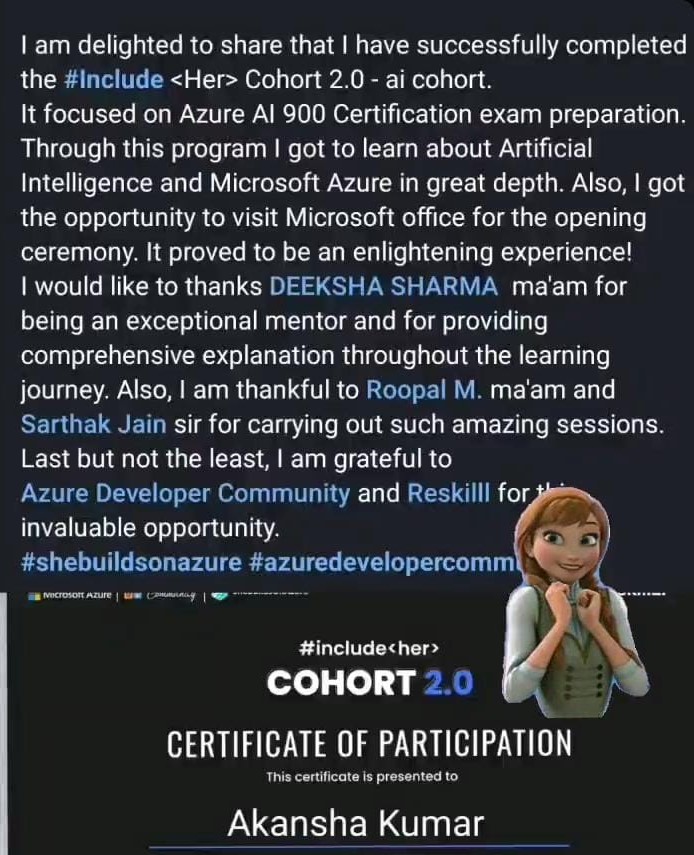 I am delighted to share that I have successfully completed
the #Include <Her> Cohort 2.0 - ai cohort.
It focused on Azure AI 900 Certification exam preparation.
Through this program I got to learn about Artificial
Intelligence and Microsoft Azure in great depth. Also, I got
the opportunity to visit Microsoft office for the opening
ceremony. It proved to be an enlightening experience!
I would like to thanks DEEKSHA SHARMA ma'am for
being an exceptional mentor and for providing
comprehensive explanation throughout the learning
journey. Also, I am thankful to Roopal M. ma'am and
Sarthak Jain sir for carrying out such amazing sessions.
Last but not the least, I am grateful to
Azure Developer Community and Reskilll for
invaluable opportunity.
#shebuildsonazure #azuredevelopercomm
Microsoft Azure | Community |
#include<her>
COHORT 2.0
CERTIFICATE OF PARTICIPATION
This certificate is presented to
Akansha Kumar